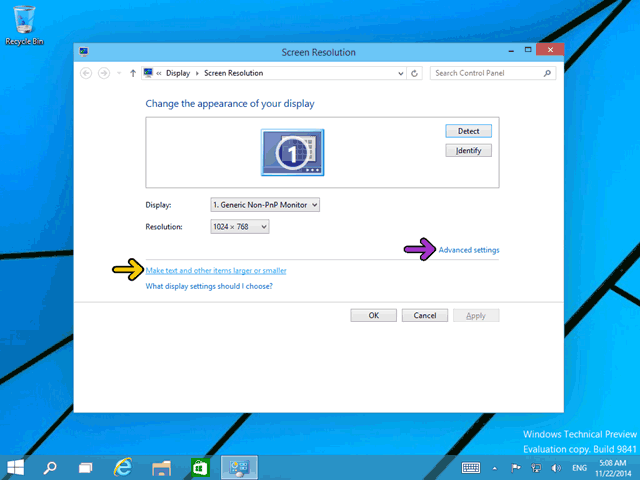 Recycle Bin
Screen Resolution
« Display Screen Resolution
Search Control Panel
Change the appearance of your display
1
Detect
Identify
Display: 1. Generic Non-PnP Monitor
Resolution: 1024 × 768
Advanced settings
Make text and other items larger or smaller
What display settings should I choose?
OK Cancel Apply
Windows Technical Preview
Evaluation copy. Build 9841
ENG 5:08 AM
11/22/2014